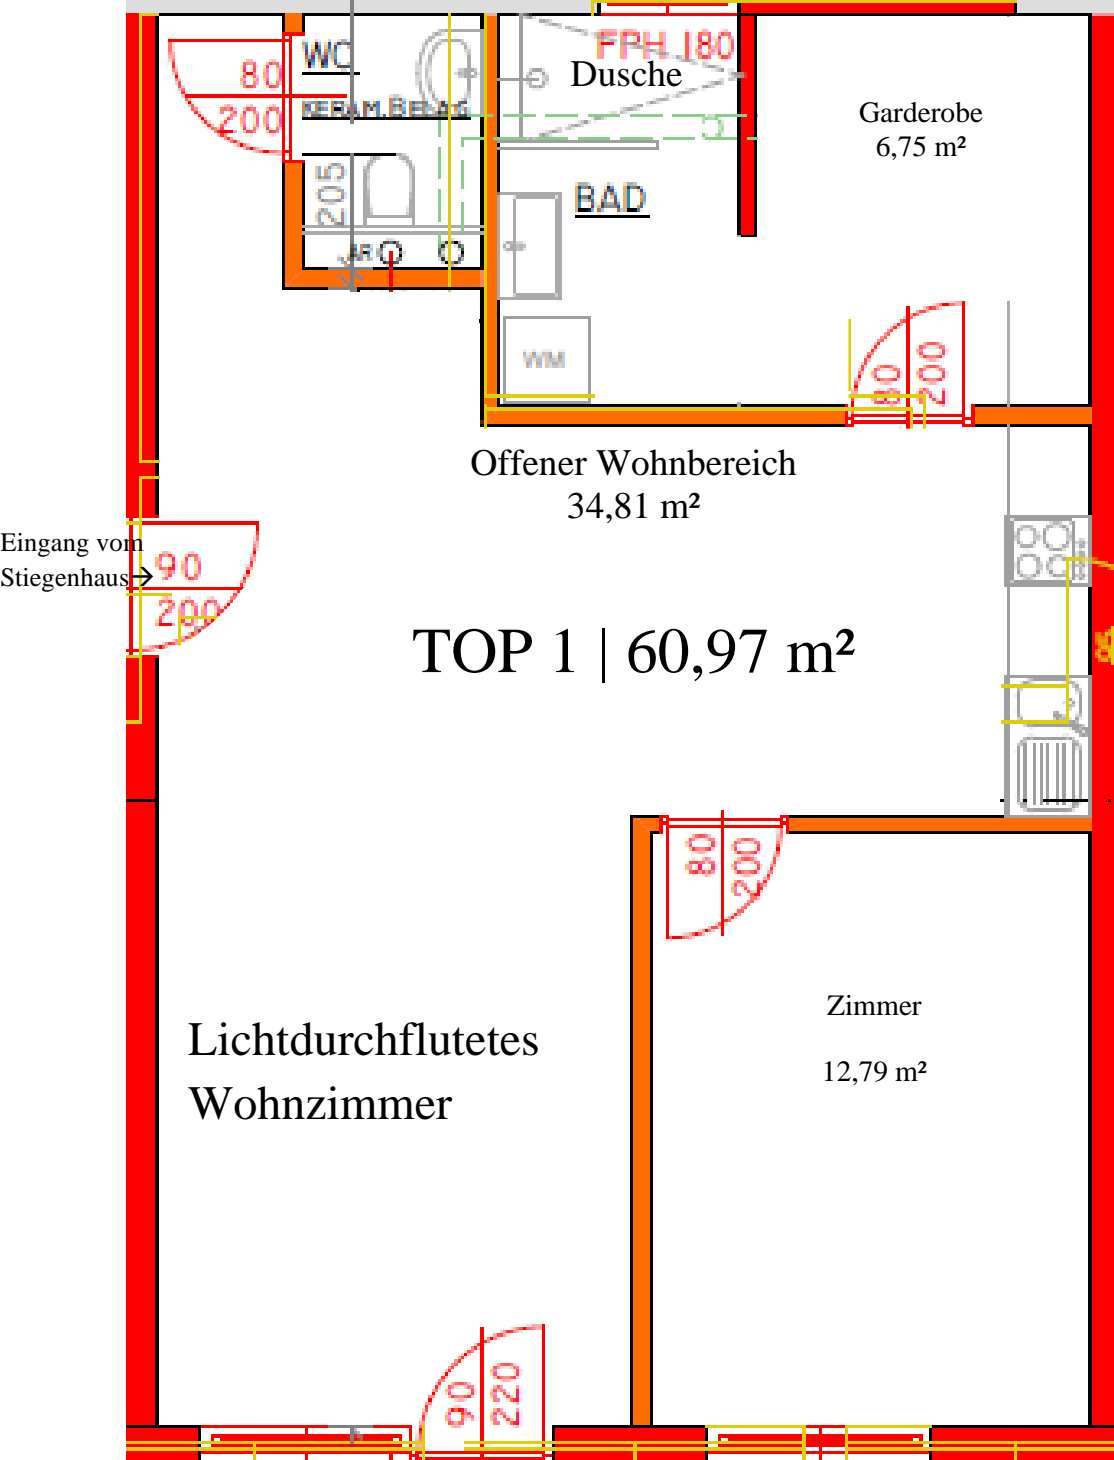 WC
80
200
KERAM.BELAG
205
AR
FPH 180
Dusche
BAD
WM
Garderobe
6,75 m²
80
200
Offener Wohnbereich
34,81 m²
Eingang vom
Stiegenhaus→
90
200
TOP 1 | 60,97 m²
80
200
Zimmer
12,79 m²
Lichtdurchflutetes
Wohnzimmer
90
220